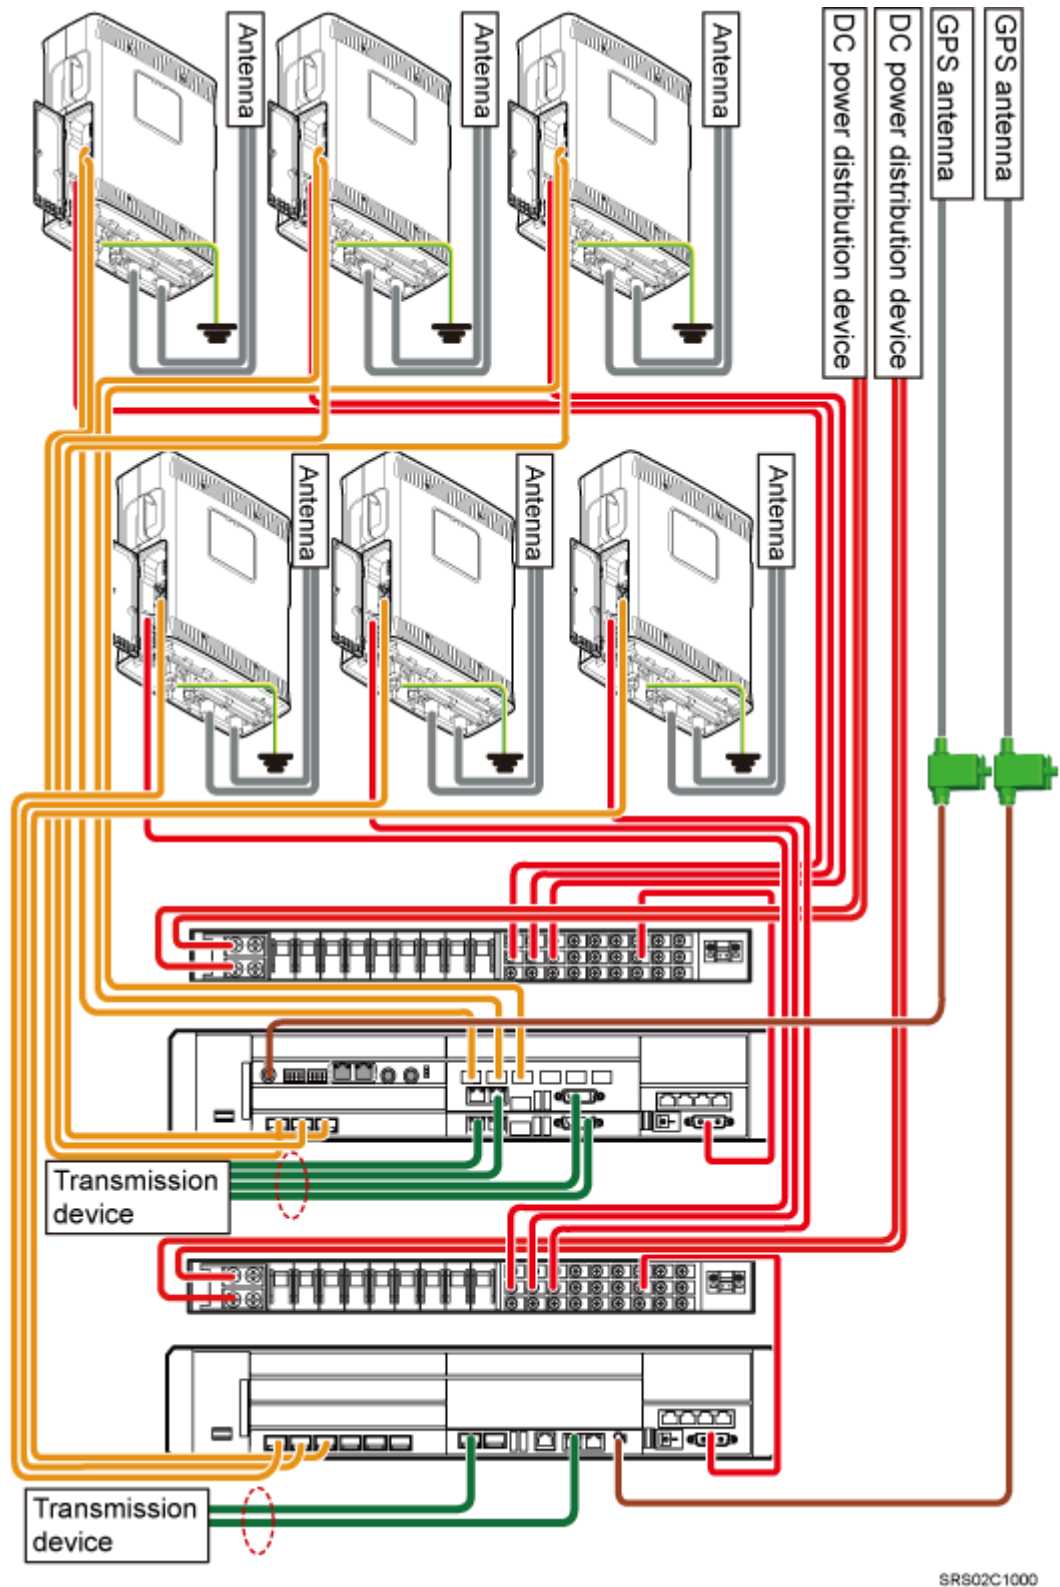 Antenna
Antenna
Antenna
DC power distribution device
DC power distribution device
GPS antenna
GPS antenna
Antenna
Antenna
Antenna
Transmission
device
Transmission
device
SRS02C1000